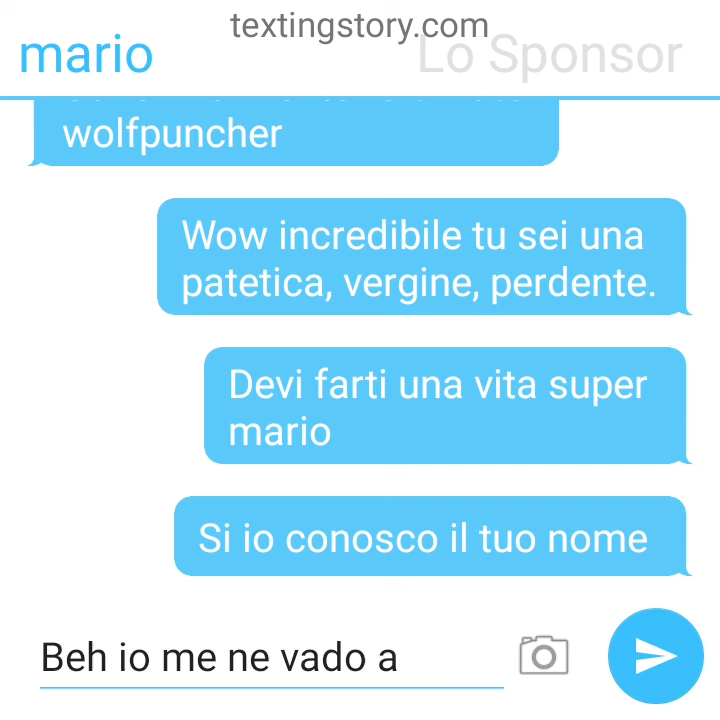 textingstory.com
mario
Lo Sponsor
wolfpuncher
Wow incredibile tu sei una
patetica, vergine, perdente.
Devi farti una vita super
mario
Si io conosco il tuo nome
Beh io me ne vado a